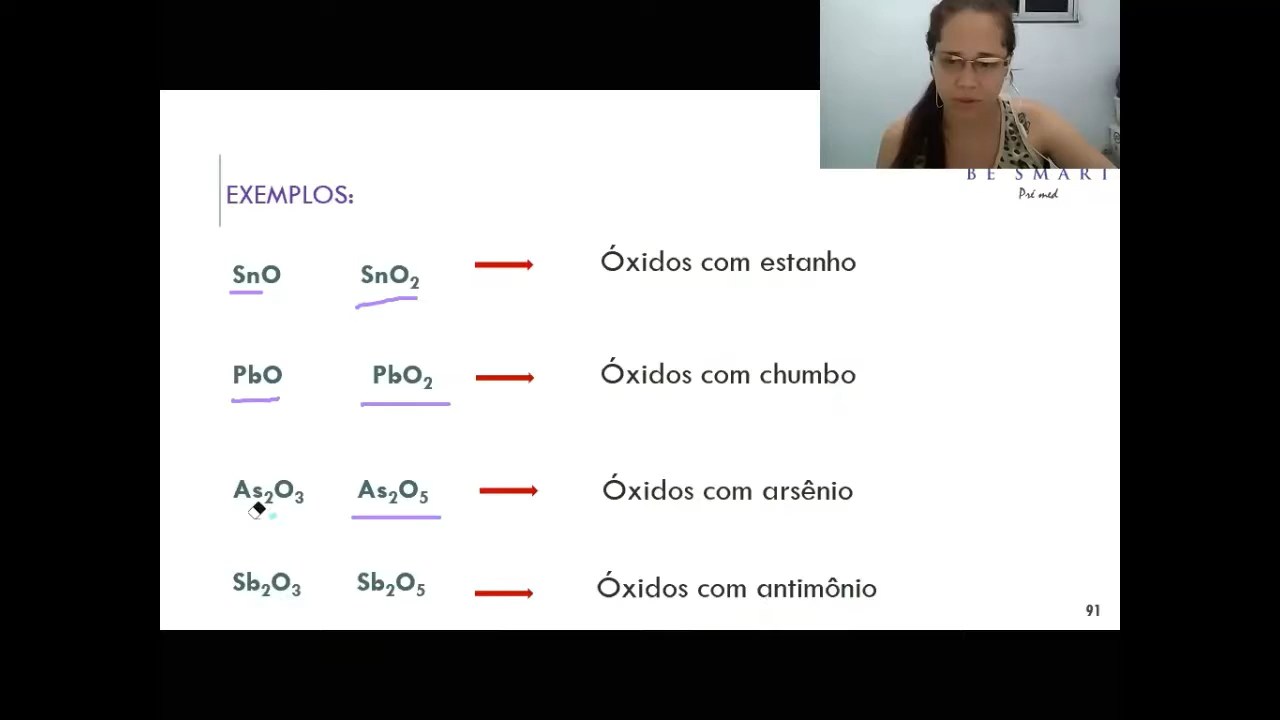 BE SMART
Pré med
EXEMPLOS:
SnO SnO₂ Óxidos com estanho
PbO PbO₂ Óxidos com chumbo
As₂O₃ As₂O₅ Óxidos com arsênio
Sb₂O₃ Sb₂O₅ Óxidos com antimônio
91